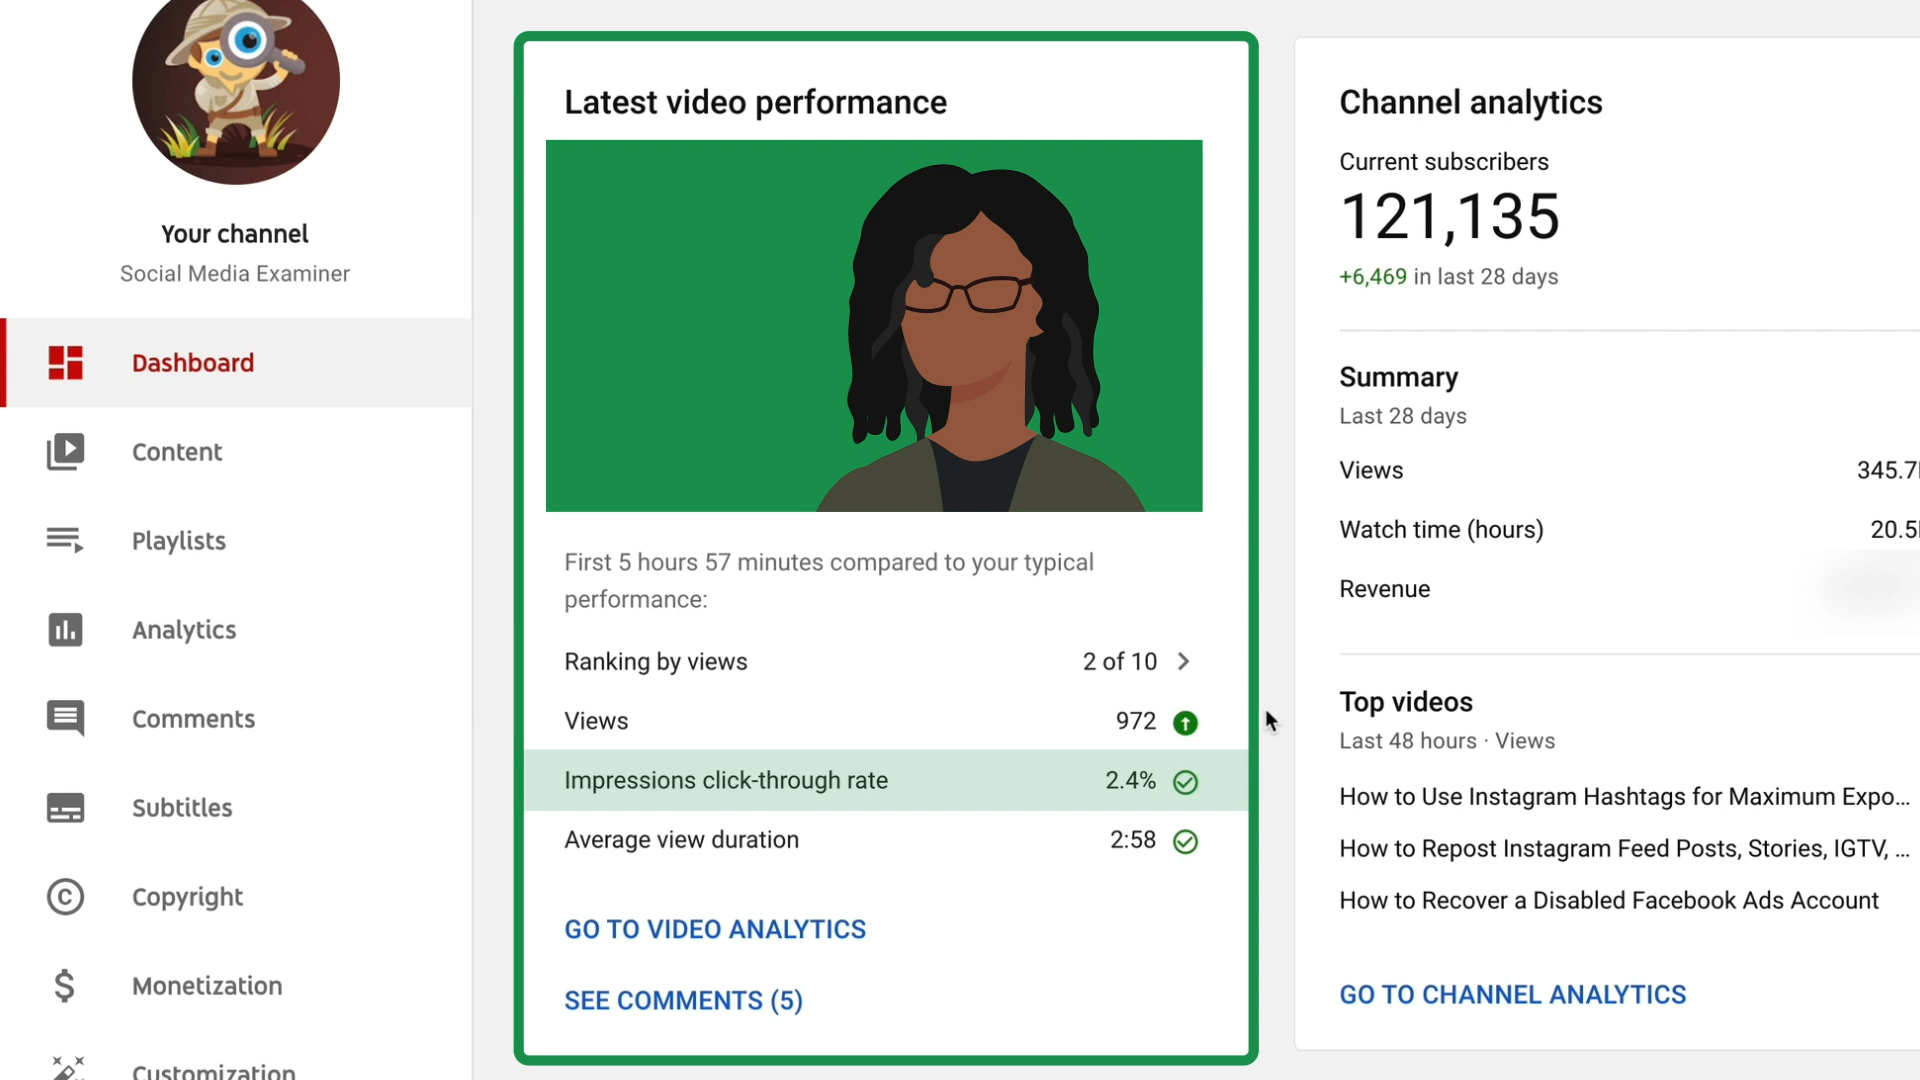 Your channel
Social Media Examiner
Dashboard
Content
Playlists
Analytics
Comments
Subtitles
Copyright
Monetization
Customization
Latest video performance
First 5 hours 57 minutes compared to your typical
performance:
Ranking by views 2 of 10
Views 972
Impressions click-through rate 2.4%
Average view duration 2:58
GO TO VIDEO ANALYTICS
SEE COMMENTS (5)
Channel analytics
Current subscribers
121,135
+6,469 in last 28 days
Summary
Last 28 days
Views 345.7
Watch time (hours) 20.5
Revenue
Top videos
Last 48 hours · Views
How to Use Instagram Hashtags for Maximum Expo...
How to Repost Instagram Feed Posts, Stories, IGTV, ...
How to Recover a Disabled Facebook Ads Account
GO TO CHANNEL ANALYTICS